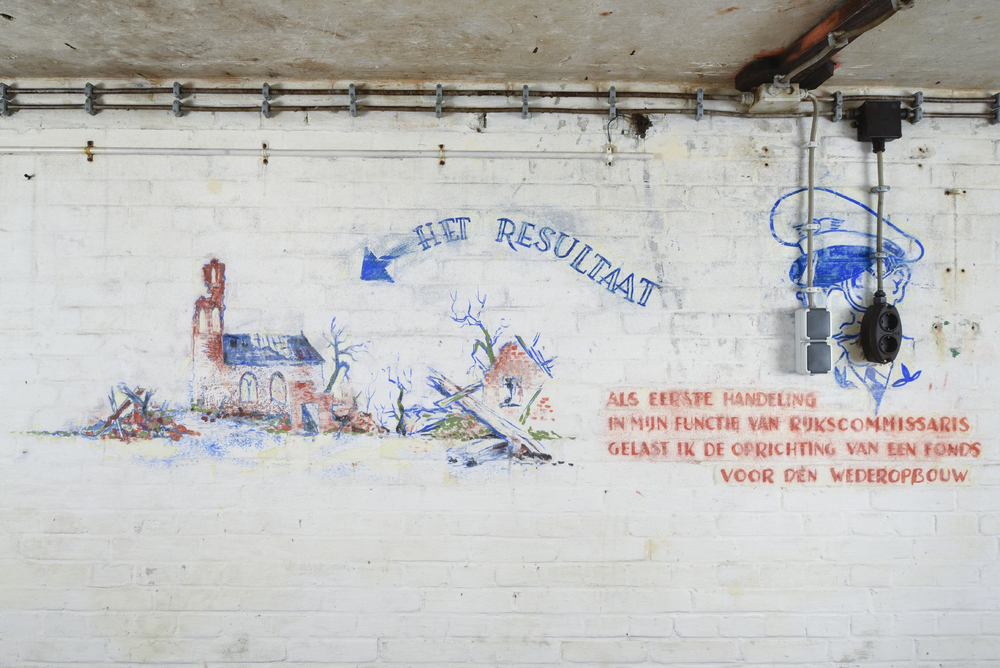 HET RESULTAAT
ALS EERSTE HANDELING
IN MIJN FUNCTIE VAN RIJKSCOMMISSARIS
GELAST IK DE OPRICHTING VAN EEN FONDS
VOOR DEN WEDEROPBOUW